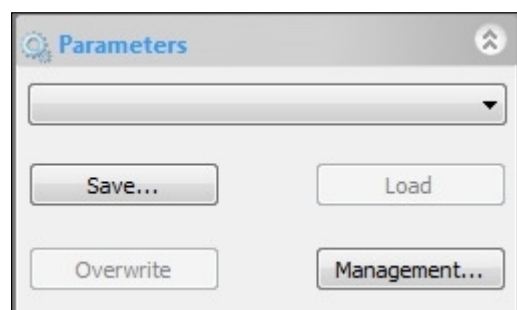 Parameters
Save...
Load
Overwrite
Management...